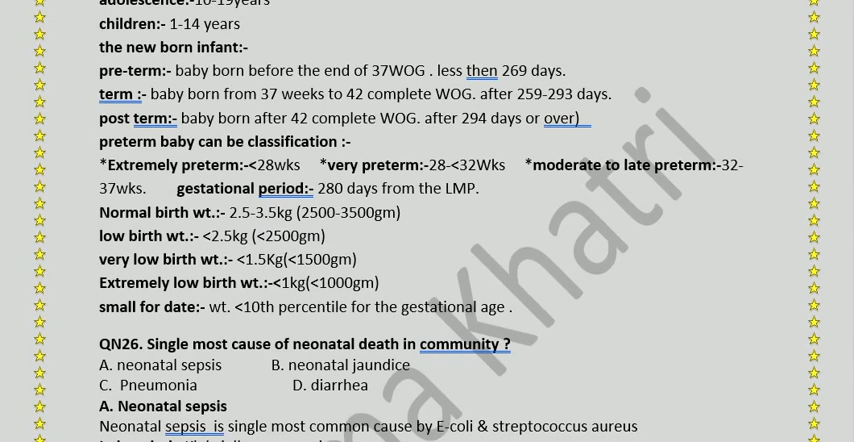 adolescence:-10-19years
children:- 1-14 years
the new born infant:-
pre-term:- baby born before the end of 37WOG . less then 269 days.
term :- baby born from 37 weeks to 42 complete WOG. after 259-293 days.
post term:- baby born after 42 complete WOG. after 294 days or over)
preterm baby can be classification :-
*Extremely preterm:-<28wks *very preterm:-28-<32Wks *moderate to late preterm:-32-
37wks. gestational period:- 280 days from the LMP.
Normal birth wt.:- 2.5-3.5kg (2500-3500gm)
low birth wt.:- <2.5kg (<2500gm)
very low birth wt.:- <1.5Kg(<1500gm)
Extremely low birth wt.:-<1kg(<1000gm)
small for date:- wt. <10th percentile for the gestational age .
QN26. Single most cause of neonatal death in community ?
A. neonatal sepsis B. neonatal jaundice
C. Pneumonia D. diarrhea
A. Neonatal sepsis
Neonatal sepsis is single most common cause by E-coli & streptococcus aureus
ma Khatri